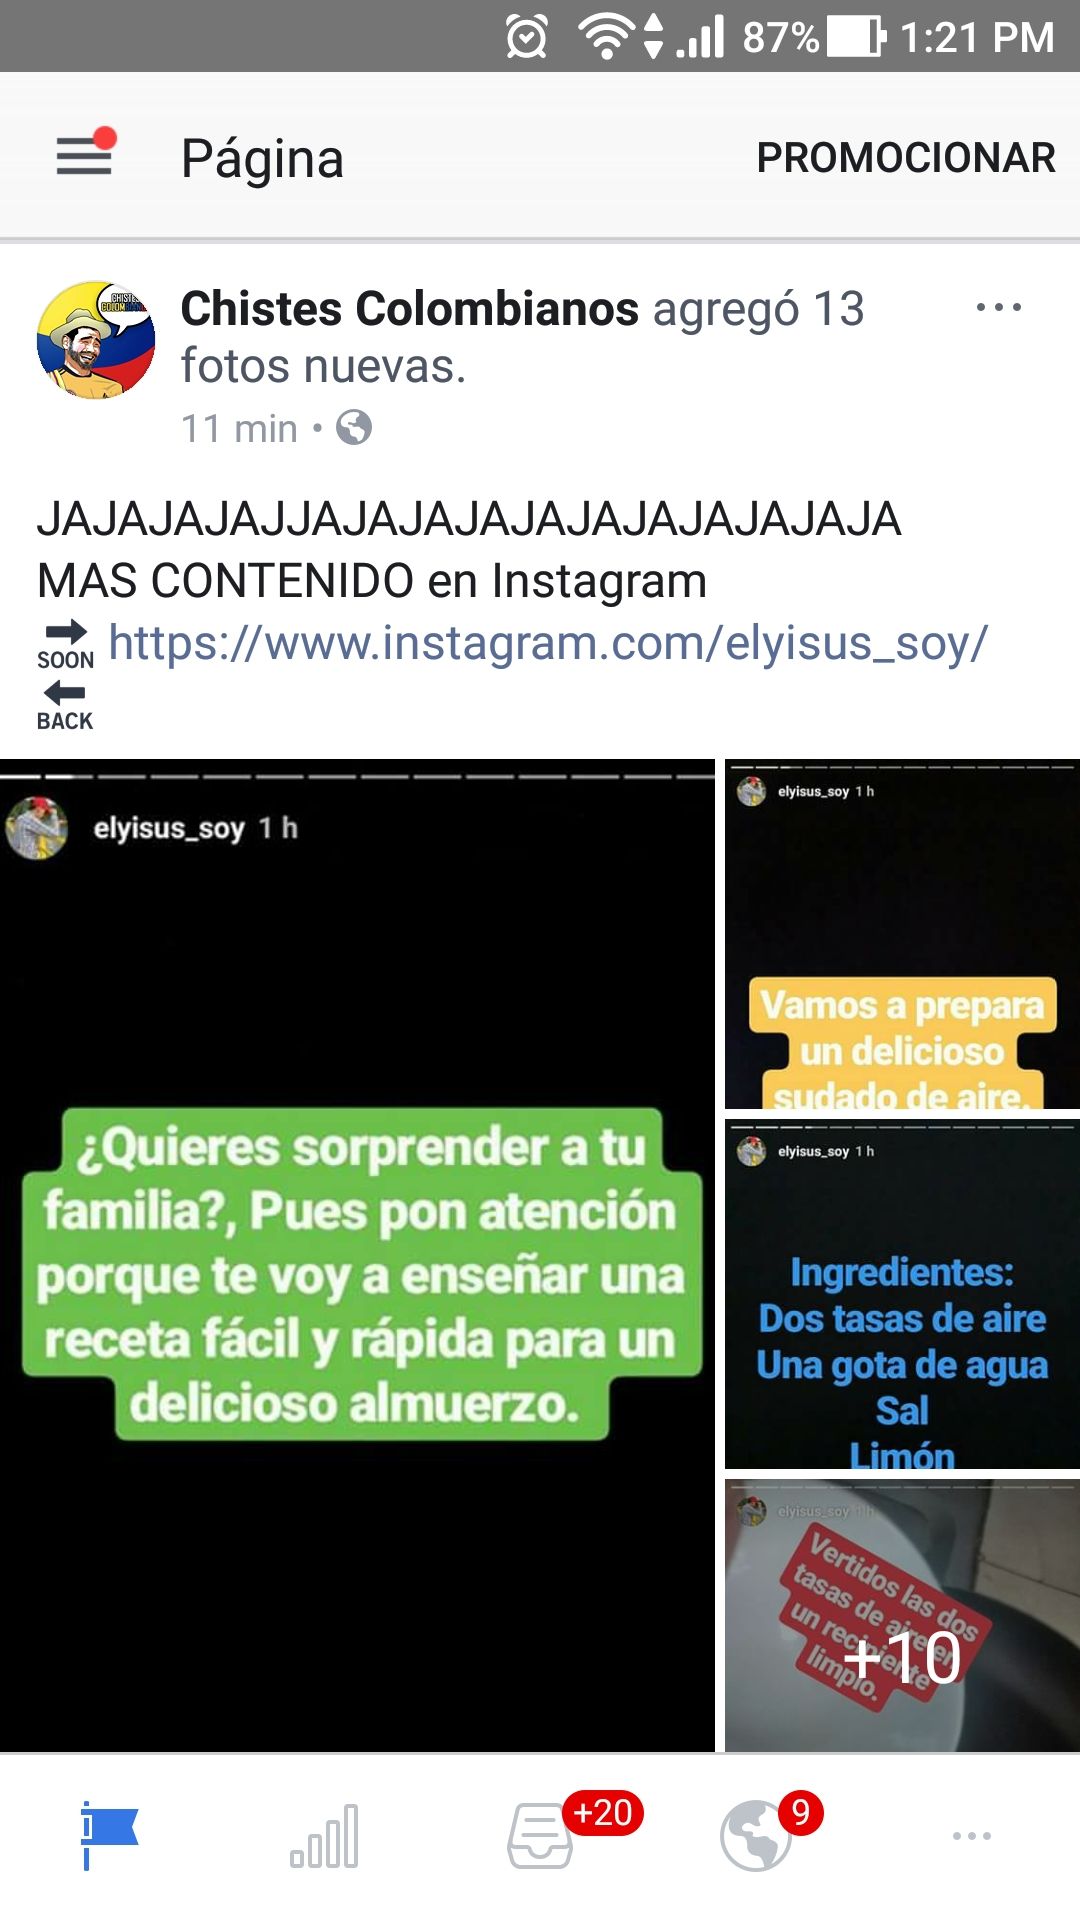 87% 1:21 PM
Página
PROMOCIONAR
CHISTES
Chistes Colombianos agregó 13
fotos nuevas.
11 min •
JAJAJAJAJJAJAJAJAJAJAJAJAJAJAJA
MAS CONTENIDO en Instagram
SOON https://www.instagram.com/elyisus_soy/
BACK
elyisus_soy 1 h
¿Quieres sorprender a tu
familia?, Pues pon atención
porque te voy a enseñar una
receta fácil y rápida para un
delicioso almuerzo.
elyisus_soy 1 h
Vamos a prepara
un delicioso
sudado de aire.
elyisus_soy 1 h
Ingredientes:
Dos tasas de aire
Una gota de agua
Sal
Limón
elyisus_soy 1 h
Vertidos las dos
tasas de aire en
un recipiente
limpio.
+10
+20
9